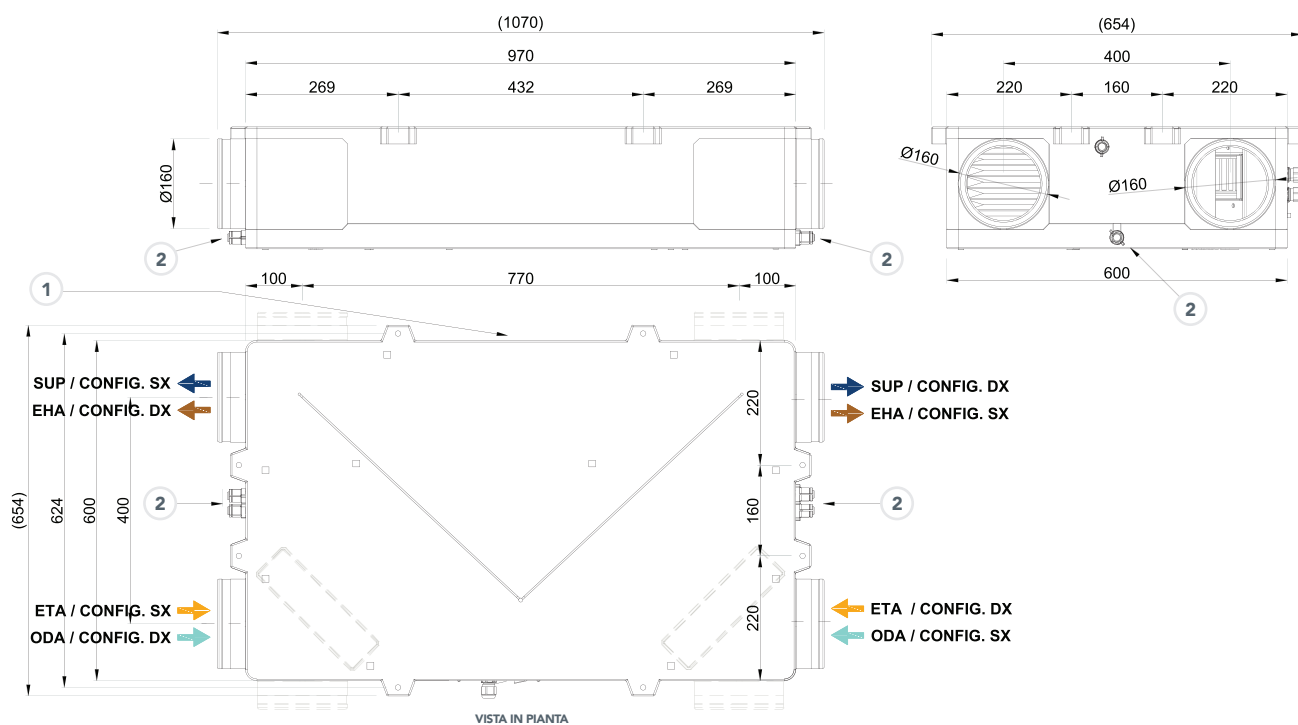 (1070)
970
269 432 269
Ø160
2 2
(654)
400
220 160 220
Ø160 Ø160
600
2
1
100 770 100
SUP / CONFIG. SX
EHA / CONFIG. DX
SUP / CONFIG. DX
EHA / CONFIG. SX
(654)
624
600
400
220
160
220
2 2
ETA / CONFIG. SX
ODA / CONFIG. DX
ETA / CONFIG. DX
ODA / CONFIG. SX
VISTA IN PIANTA